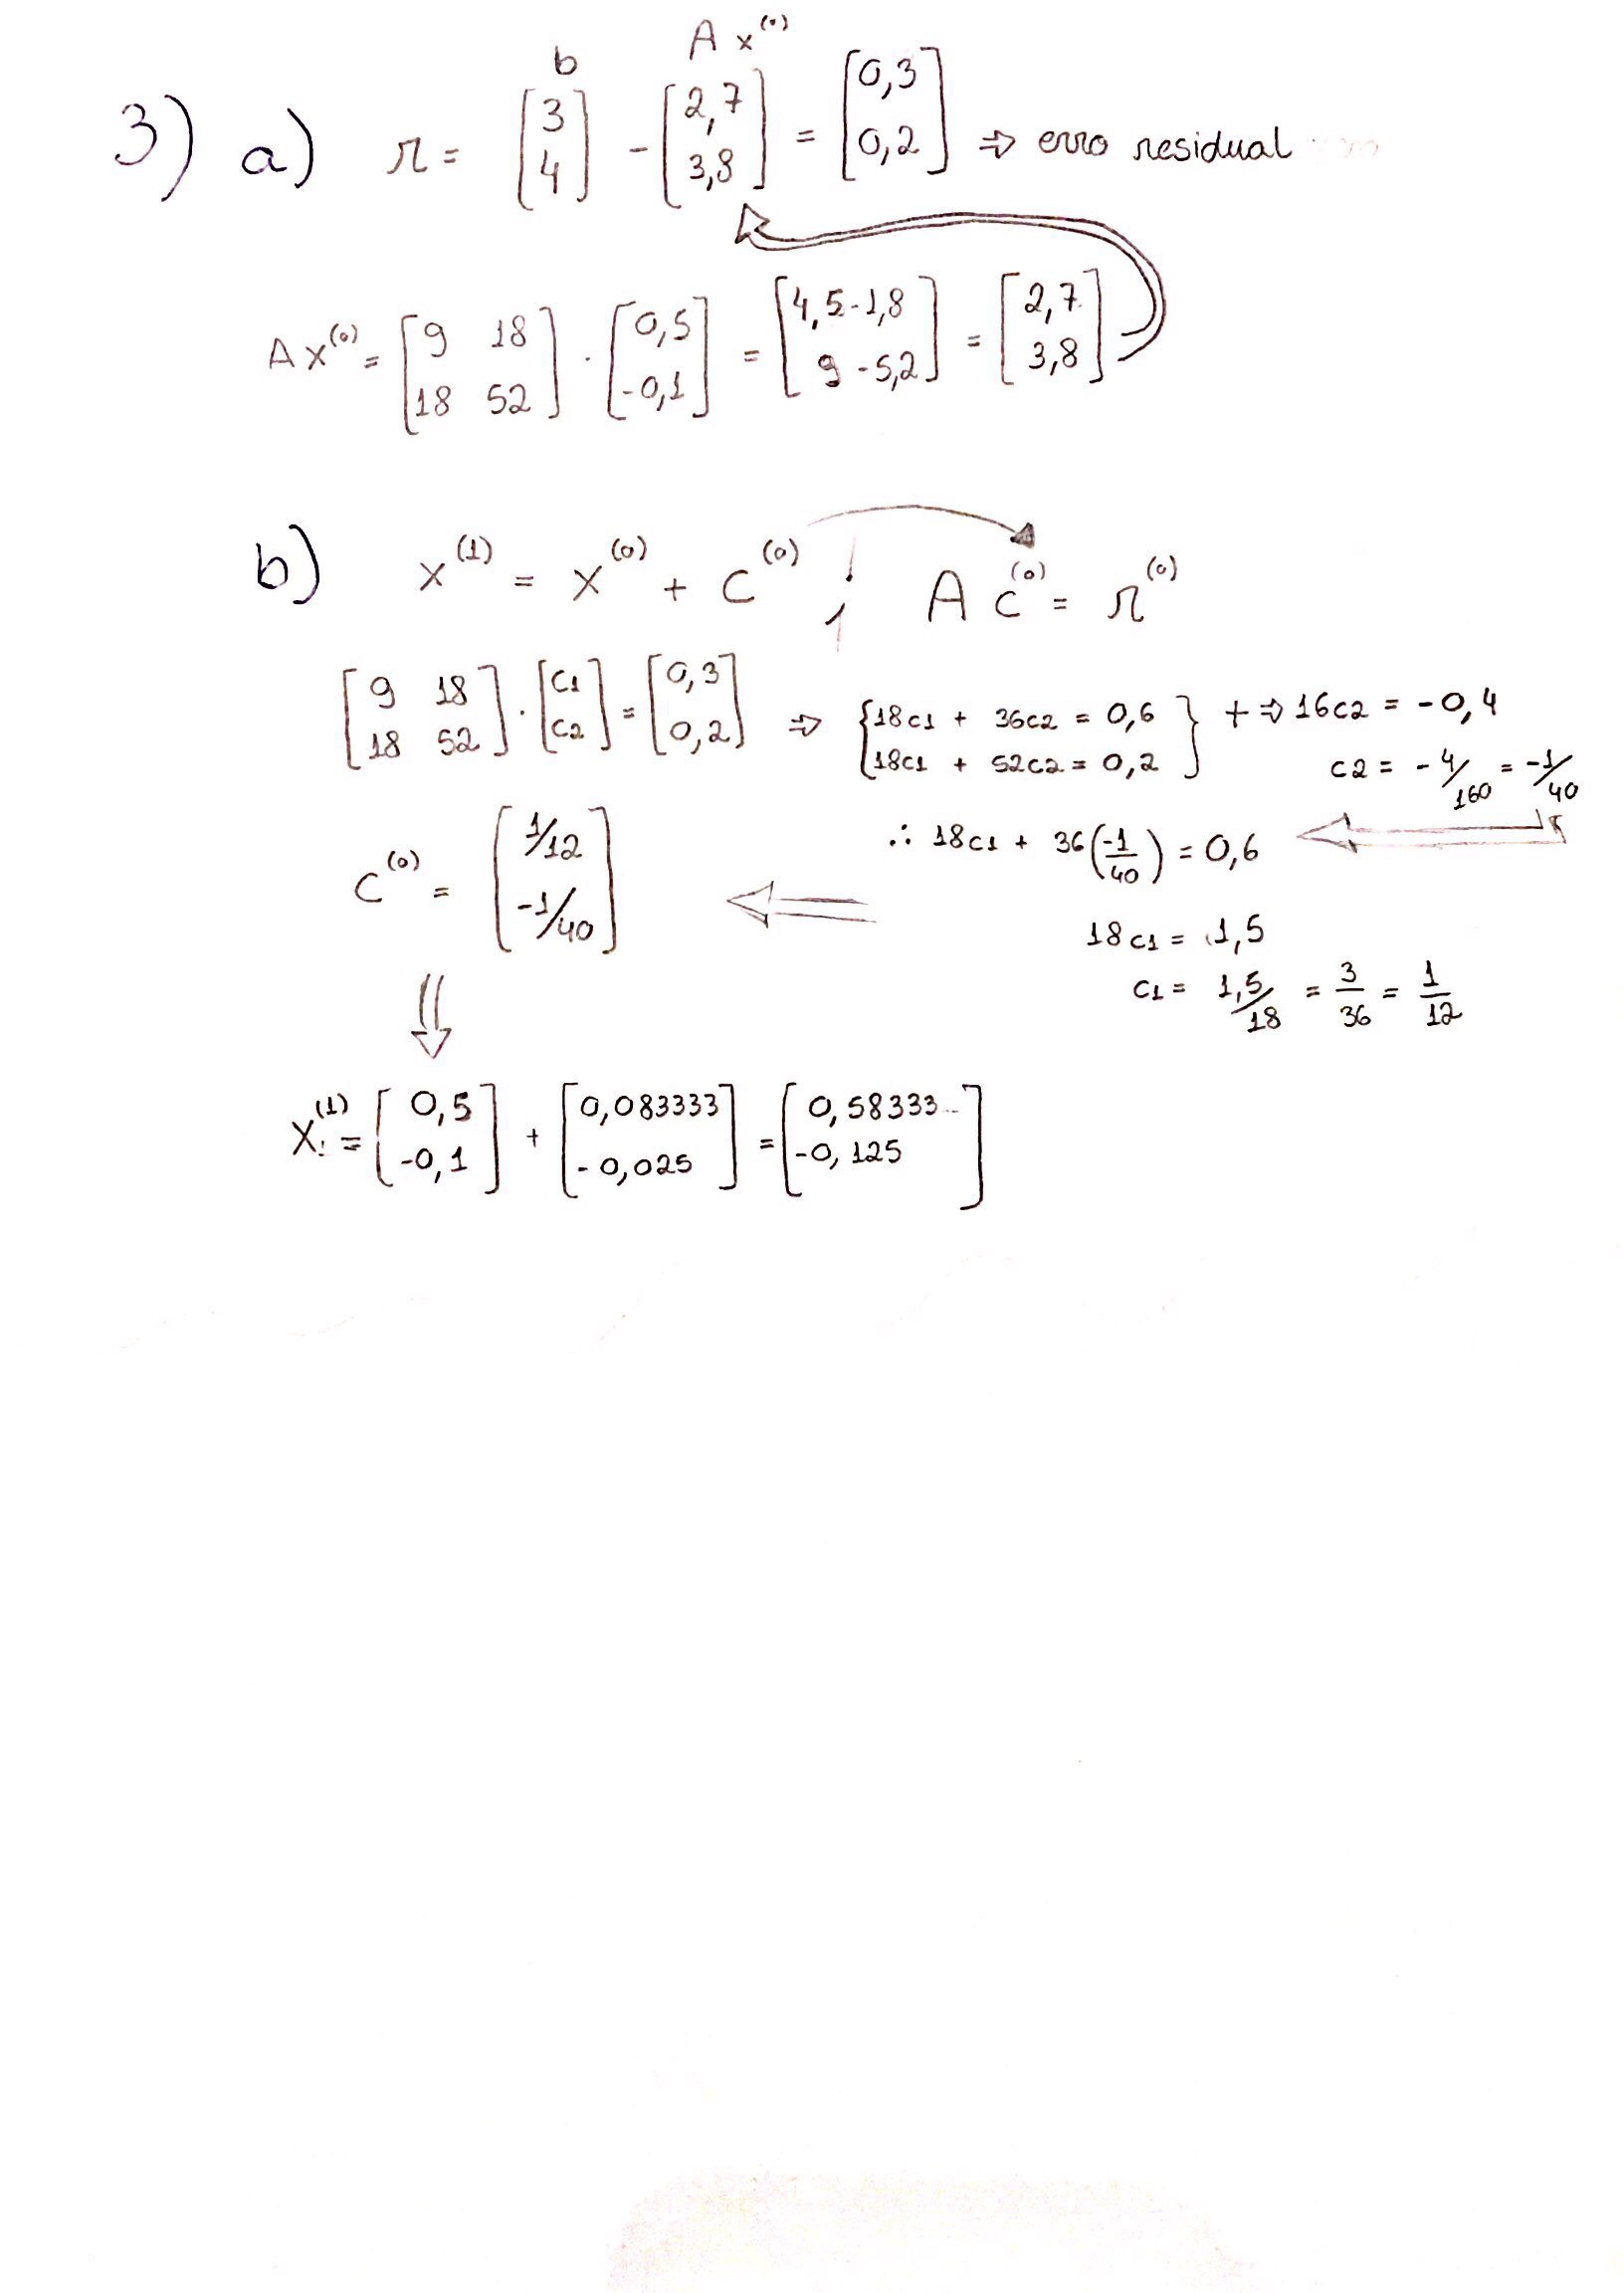 b A x^(0)
3) a) r = [3 4] - [2,7 3,8] = [0,3 0,2] ⇒ erro residual
A x^(0) = [9 18 18 52] · [0,5 -0,1] = [4,5-1,8 9-5,2] = [2,7 3,8]
b) x^(1) = x^(0) + C^(0) ; A C^(0) = r^(0)
[9 18 18 52] · [C1 C2] = [0,3 0,2] ⇒ {18C1 + 36C2 = 0,6 18C1 + 52C2 = 0,2} + ⇒ 16C2 = -0,4
C2 = -4/160 = -1/40
∴ 18C1 + 36(-1/40) = 0,6
C^(0) = [1/12 -1/40]
18C1 = 1,5
C1 = 1,5/18 = 3/36 = 1/12
X^(1) = [0,5 -0,1] + [0,083333 -0,025] = [0,58333... -0,125]